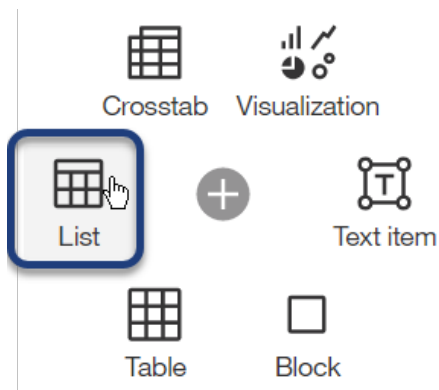 Crosstab
Visualization
List
Text item
Table
Block